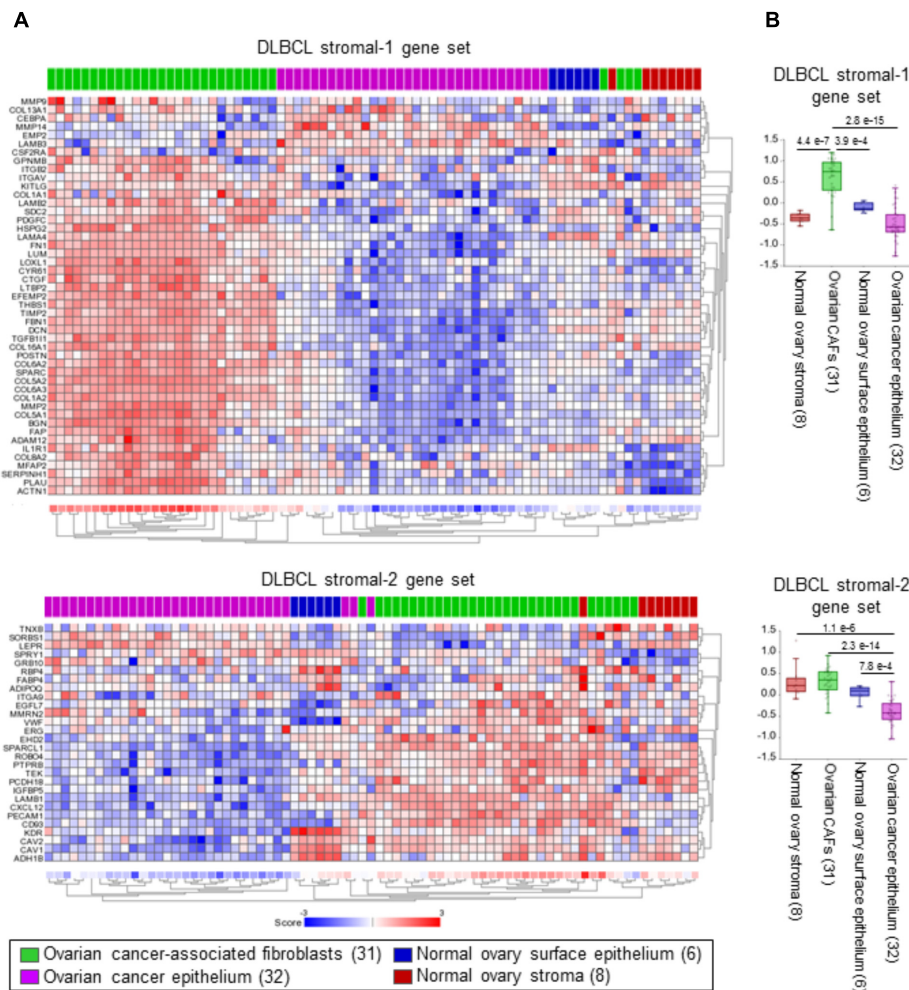 A
DLBCL stromal-1 gene set
MMP9
COL13A1
CEBPA
MMP14
EMP2
LAMB3
CSF2RA
GPNMB
ITGB2
ITGAV
KITLG
COL1A1
LAMB2
SDC2
PDGFC
HSPG2
LAMA4
FN1
LUM
LOXL1
CYR61
CTGF
LTBP2
EFEMP2
THBS1
TIMP2
FBN1
DCN
TGFB1I1
COL16A1
POSTN
COL6A2
SPARC
COL5A2
COL6A3
COL1A2
MMP2
COL5A1
BGN
FAP
ADAM12
IL1R1
COL8A2
MFAP2
SERPINH1
PLAU
ACTN1
B
DLBCL stromal-1
gene set
2.8 e-15
4.4 e-7 3.9 e-4
1.5
1.0
0.5
0.0
-0.5
-1.0
-1.5
Normal ovary stroma (8)
Ovarian CAFs (31)
Normal ovary surface epithelium (6)
Ovarian cancer epithelium (32)
DLBCL stromal-2 gene set
TNXB
SORBS1
LEPR
SPRY1
GRB10
RBP4
FABP4
ADIPOQ
ITGA9
EGFL7
MMRN2
VWF
ERG
EHD2
SPARCL1
ROBO4
PTPRB
TEK
PCDH18
IGFBP5
LAMB1
CXCL12
PECAM1
CD93
KDR
CAV2
CAV1
ADH1B
DLBCL stromal-2
gene set
1.1 e-6
2.3 e-14
7.8 e-4
1.5
1.0
0.5
0.0
-0.5
-1.0
-1.5
Normal ovary stroma (8)
Ovarian CAFs (31)
Normal ovary surface epithelium (6)
Ovarian cancer epithelium (32)
-3 3
Score
Ovarian cancer-associated fibroblasts (31)
Normal ovary surface epithelium (6)
Ovarian cancer epithelium (32)
Normal ovary stroma (8)